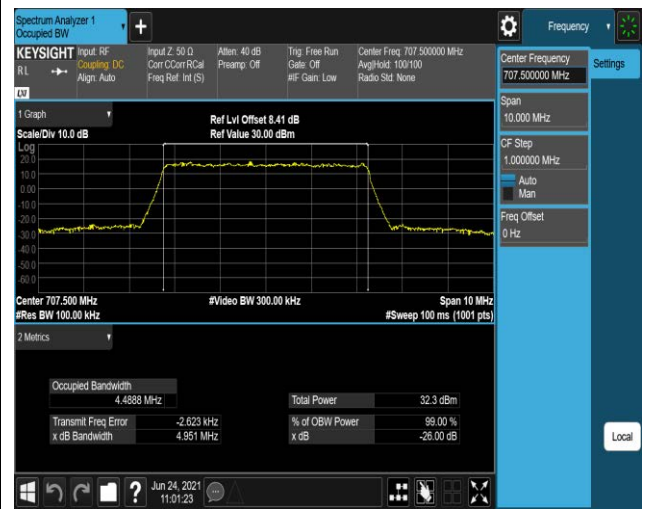 Spectrum Analyzer 1
Occupied BW
Frequency
KEYSIGHT
Input: RF
Coupling: DC
Align: Auto
R L
LXI
Input Z: 50 Ω
Corr CCorr RCal
Freq Ref: Int (S)
Atten: 40 dB
Preamp: Off
Trig: Free Run
Gate: Off
#IF Gain: Low
Center Freq: 707.500000 MHz
Avg|Hold: 100/100
Radio Std: None
Center Frequency
707.500000 MHz
Settings
Span
10.000 MHz
CF Step
1.000000 MHz
Auto
Man
Freq Offset
0 Hz
1 Graph
Scale/Div 10.0 dB
Ref Lvl Offset 8.41 dB
Ref Value 30.00 dBm
Log
20.0
10.0
0.00
-10.0
-20.0
-30.0
-40.0
-50.0
-60.0
Center 707.500 MHz
#Res BW 100.00 kHz
#Video BW 300.00 kHz
Span 10 MHz
#Sweep 100 ms (1001 pts)
2 Metrics
Occupied Bandwidth
4.4888 MHz
Total Power 32.3 dBm
Transmit Freq Error -2.623 kHz
% of OBW Power 99.00 %
x dB Bandwidth 4.951 MHz
x dB -26.00 dB
Local
?
Jun 24, 2021
11:01:23